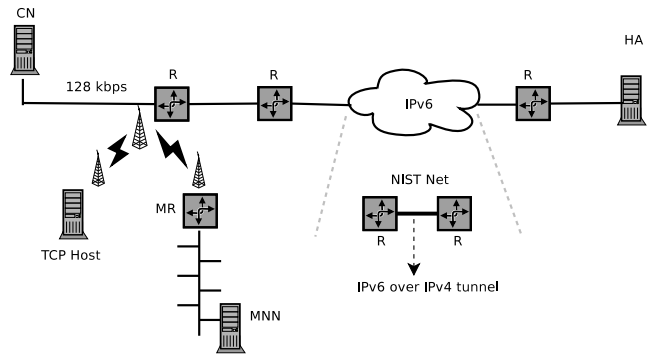 CN
HA
128 kbps
R
R
R
IPv6
NIST Net
MR
R
R
TCP Host
IPv6 over IPv4 tunnel
MNN